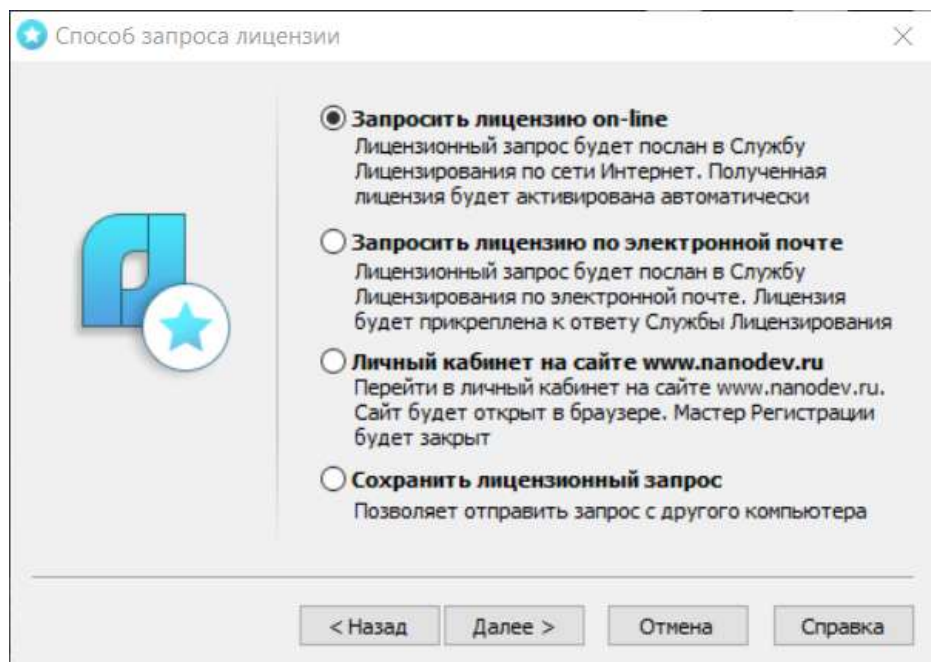 Способ запроса лицензии
Запросить лицензию on-line
Лицензионный запрос будет послан в Службу
Лицензирования по сети Интернет. Полученная
лицензия будет активирована автоматически
Запросить лицензию по электронной почте
Лицензионный запрос будет послан в Службу
Лицензирования по электронной почте. Лицензия
будет прикреплена к ответу Службы Лицензирования
Личный кабинет на сайте www.nanodev.ru
Перейти в личный кабинет на сайте www.nanodev.ru.
Сайт будет открыт в браузере. Мастер Регистрации
будет закрыт
Сохранить лицензионный запрос
Позволяет отправить запрос с другого компьютера
< Назад Далее > Отмена Справка